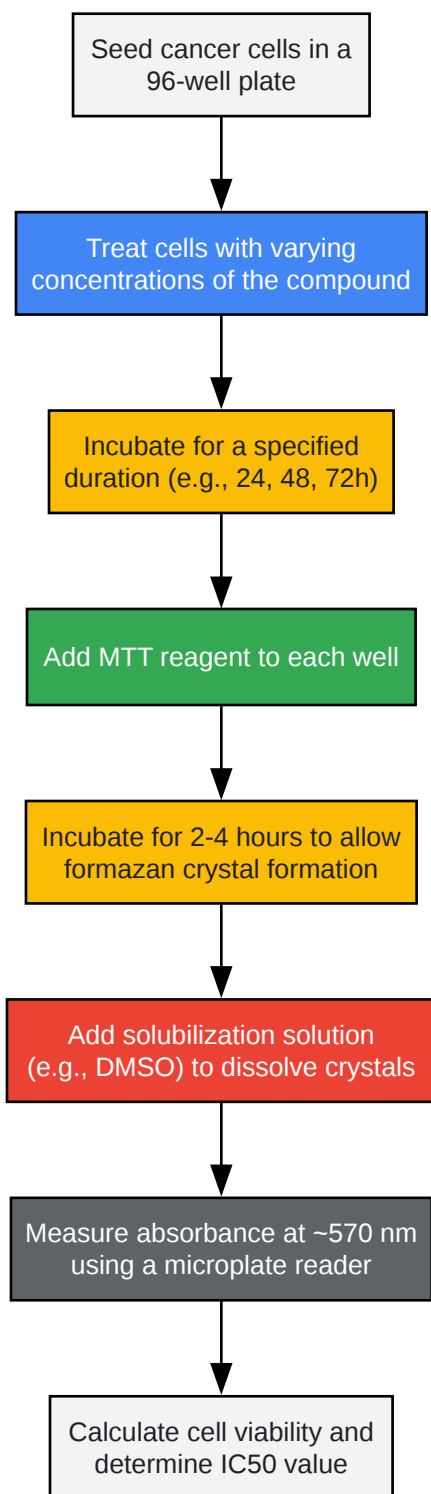 Seed cancer cells in a
96-well plate
Treat cells with varying
concentrations of the compound
Incubate for a specified
duration (e.g., 24, 48, 72h)
Add MTT reagent to each well
Incubate for 2-4 hours to allow
formazan crystal formation
Add solubilization solution
(e.g., DMSO) to dissolve crystals
Measure absorbance at ~570 nm
using a microplate reader
Calculate cell viability and
determine IC50 value